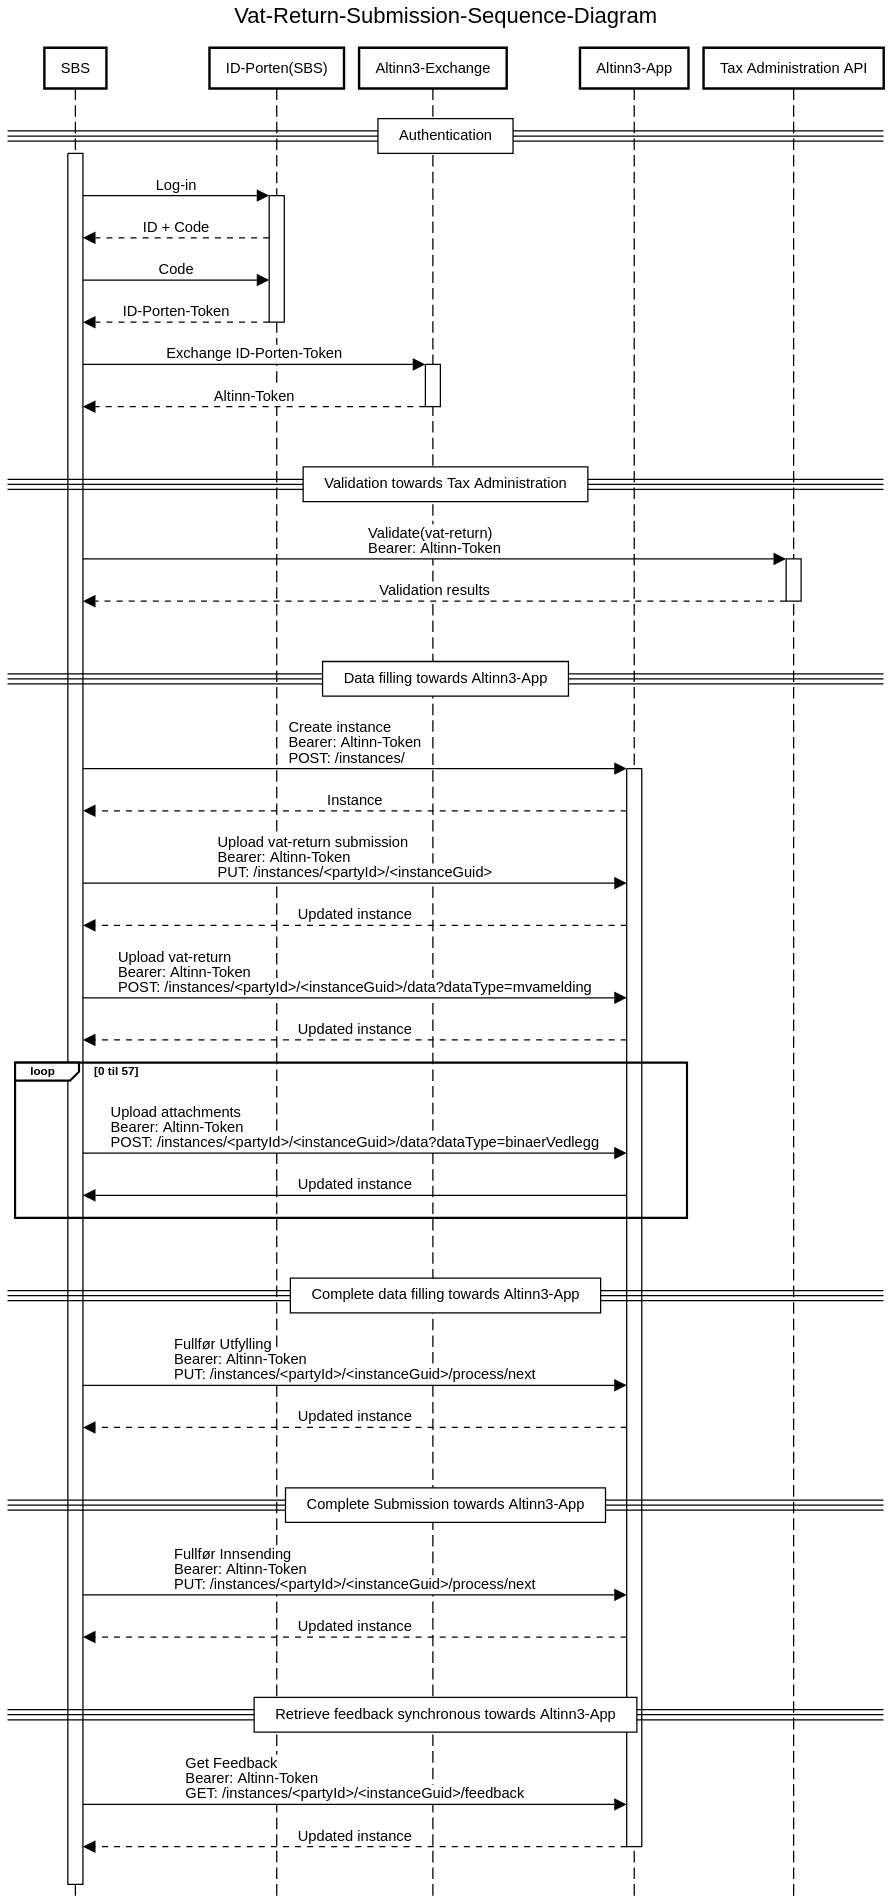 Vat-Return-Submission-Sequence-Diagram
SBS
ID-Porten(SBS)
Altinn3-Exchange
Altinn3-App
Tax Administration API
Authentication
Log-in
ID + Code
Code
ID-Porten-Token
Exchange ID-Porten-Token
Altinn-Token
Validation towards Tax Administration
Validate(vat-return)
Bearer: Altinn-Token
Validation results
Data filling towards Altinn3-App
Create instance
Bearer: Altinn-Token
POST: /instances/
Instance
Upload vat-return submission
Bearer: Altinn-Token
PUT: /instances/<partyId>/<instanceGuid>
Updated instance
Upload vat-return
Bearer: Altinn-Token
POST: /instances/<partyId>/<instanceGuid>/data?dataType=mvamelding
Updated instance
loop
[0 til 57]
Upload attachments
Bearer: Altinn-Token
POST: /instances/<partyId>/<instanceGuid>/data?dataType=binaerVedlegg
Updated instance
Complete data filling towards Altinn3-App
Fullfør Utfylling
Bearer: Altinn-Token
PUT: /instances/<partyId>/<instanceGuid>/process/next
Updated instance
Complete Submission towards Altinn3-App
Fullfør Innsending
Bearer: Altinn-Token
PUT: /instances/<partyId>/<instanceGuid>/process/next
Updated instance
Retrieve feedback synchronous towards Altinn3-App
Get Feedback
Bearer: Altinn-Token
GET: /instances/<partyId>/<instanceGuid>/feedback
Updated instance